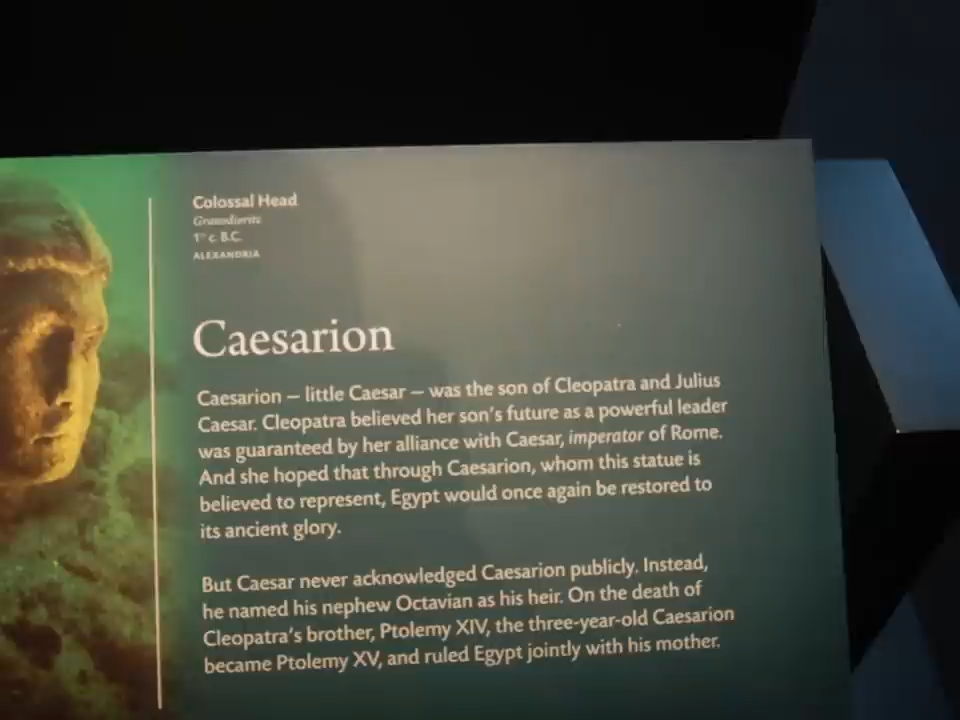 Colossal Head
Granodiorite
1st c. B.C.
ALEXANDRIA
Caesarion
Caesarion – little Caesar – was the son of Cleopatra and Julius
Caesar. Cleopatra believed her son's future as a powerful leader
was guaranteed by her alliance with Caesar, imperator of Rome.
And she hoped that through Caesarion, whom this statue is
believed to represent, Egypt would once again be restored to
its ancient glory.
But Caesar never acknowledged Caesarion publicly. Instead,
he named his nephew Octavian as his heir. On the death of
Cleopatra's brother, Ptolemy XIV, the three-year-old Caesarion
became Ptolemy XV, and ruled Egypt jointly with his mother.